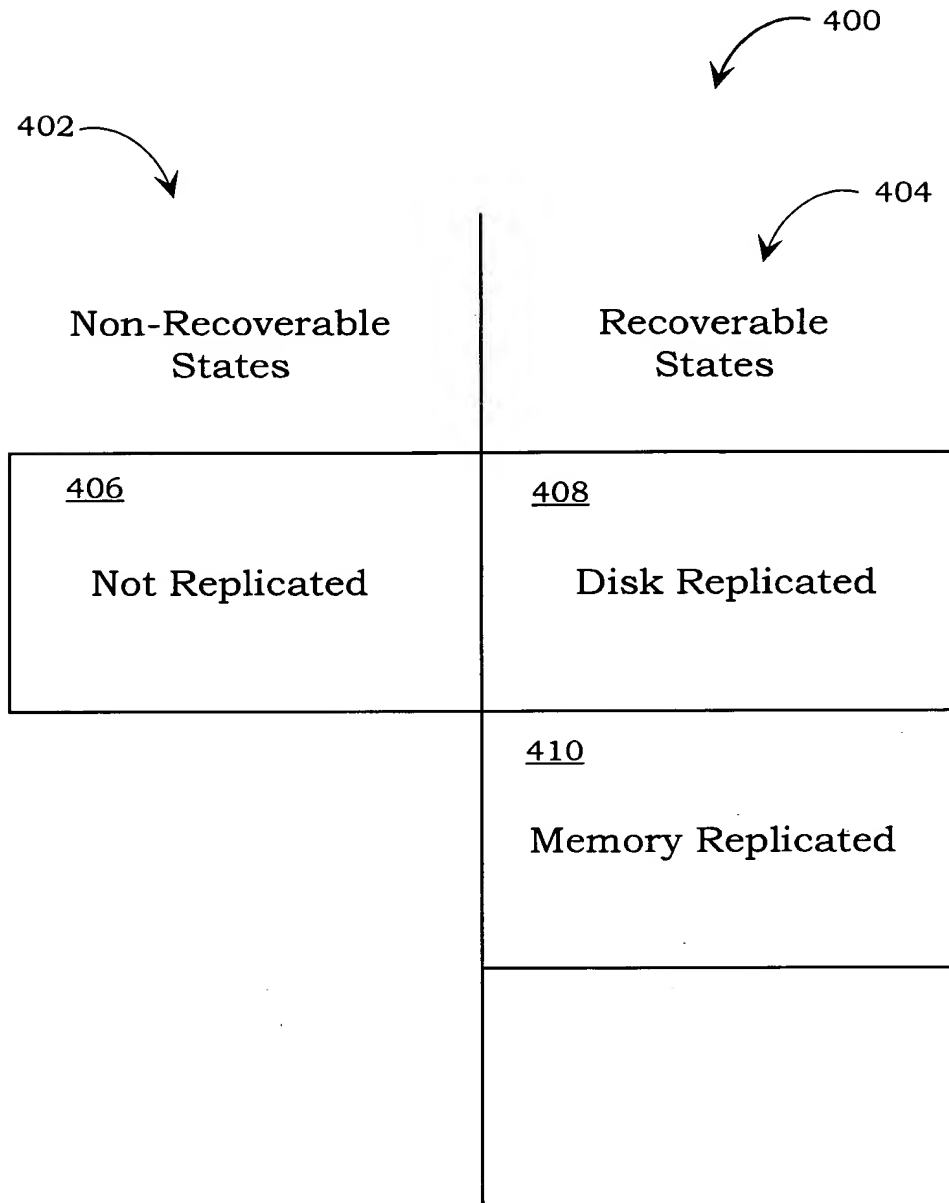 400
402
404
Non-Recoverable
States
Recoverable
States
406
Not Replicated
408
Disk Replicated
410
Memory Replicated